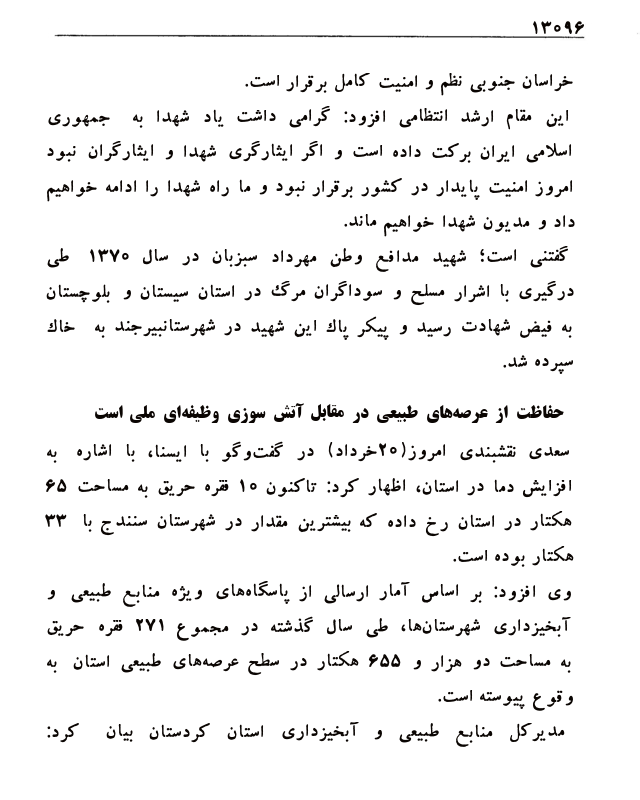 ۱۳۰۹۶
خراسان جنوبی نظم و امنیت کامل برقرار است.
این مقام ارشد انتظامی افزود: گرامی داشت یاد شهدا به جمهوری
اسلامی ایران برکت داده است و اگر ایثارگری شهدا و ایثارگران نبود
امروز امنیت پایدار در کشور برقرار نبود و ما راه شهدا را ادامه خواهیم
داد و مدیون شهدا خواهیم ماند.
گفتنی است؛ شهید مدافع وطن مهرداد سبزبان در سال ۱۳۷۰ طی
درگیری با اشرار مسلح و سوداگران مرگ در استان سیستان و بلوچستان
به فیض شهادت رسید و پیکر پاک این شهید در شهرستانبیرجند به خاک
سپرده شد.
حفاظت از عرصه‌های طبیعی در مقابل آتش سوزی وظیفه‌ای ملی است
سعدی نقشبندی امروز(۲۰خرداد) در گفت‌وگو با ایسنا، با اشاره به
افزایش دما در استان، اظهار کرد: تاکنون ۱۰ فقره حریق به مساحت ۶۵
هکتار در استان رخ داده که بیشترین مقدار در شهرستان سنندج با ۳۳
هکتار بوده است.
وی افزود: بر اساس آمار ارسالی از پاسگاه‌های ویژه منابع طبیعی و
آبخیزداری شهرستان‌ها، طی سال گذشته در مجموع ۲۷۱ فقره حریق
به مساحت دو هزار و ۶۵۵ هکتار در سطح عرصه‌های طبیعی استان به
وقوع پیوسته است.
مدیرکل منابع طبیعی و آبخیزداری استان کردستان بیان کرد: